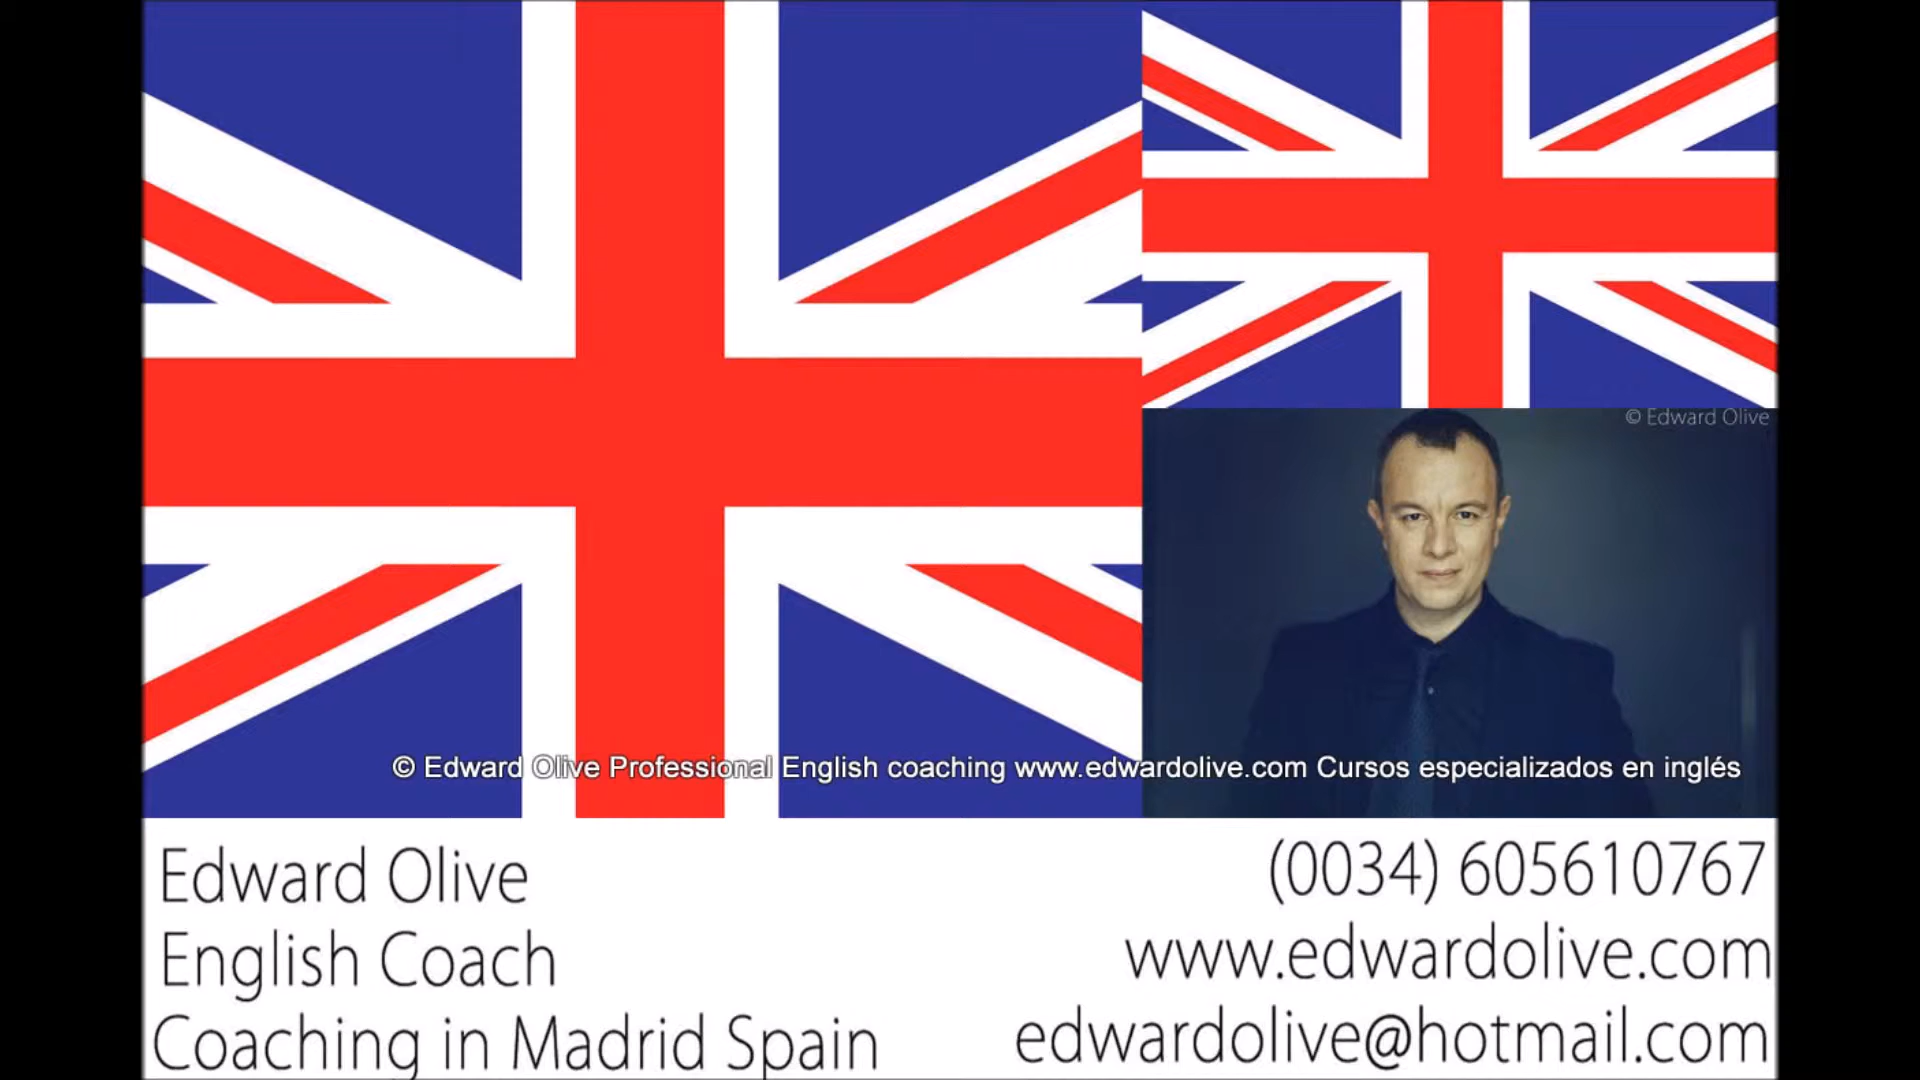 © Edward Olive
© Edward Olive Professional English coaching www.edwardolive.com Cursos especializados en inglés
Edward Olive
English Coach
Coaching in Madrid Spain
(0034) 605610767
www.edwardolive.com
edwardolive@hotmail.com